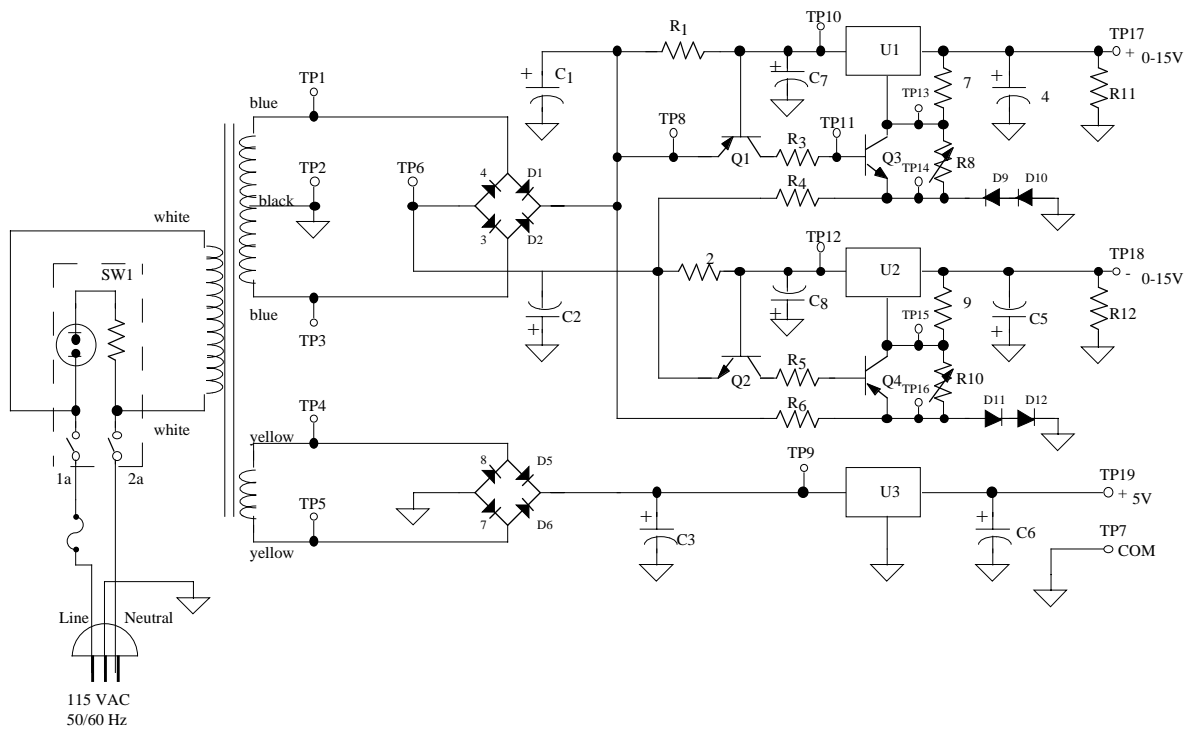 R1
TP10
U1
TP17
+ 0-15V
TP1
blue
+ C1
+ C7
TP13
7
+ 4
R11
TP8
TP11
Q1
R3
Q3
R8
TP2
black
TP6
4 D1
3 D2
R4
TP14
D9 D10
white
SW1
2
TP12
U2
TP18
- 0-15V
blue
TP3
C2
+
C8
+
TP15
9
C5
+
R12
Q2
R5
Q4
R10
R6
TP16
D11 D12
TP4
white
yellow
1a 2a
8 D5
7 D6
TP9
U3
TP19
+ 5V
TP5
yellow
+ C3
+ C6
TP7
COM
Line Neutral
115 VAC
50/60 Hz